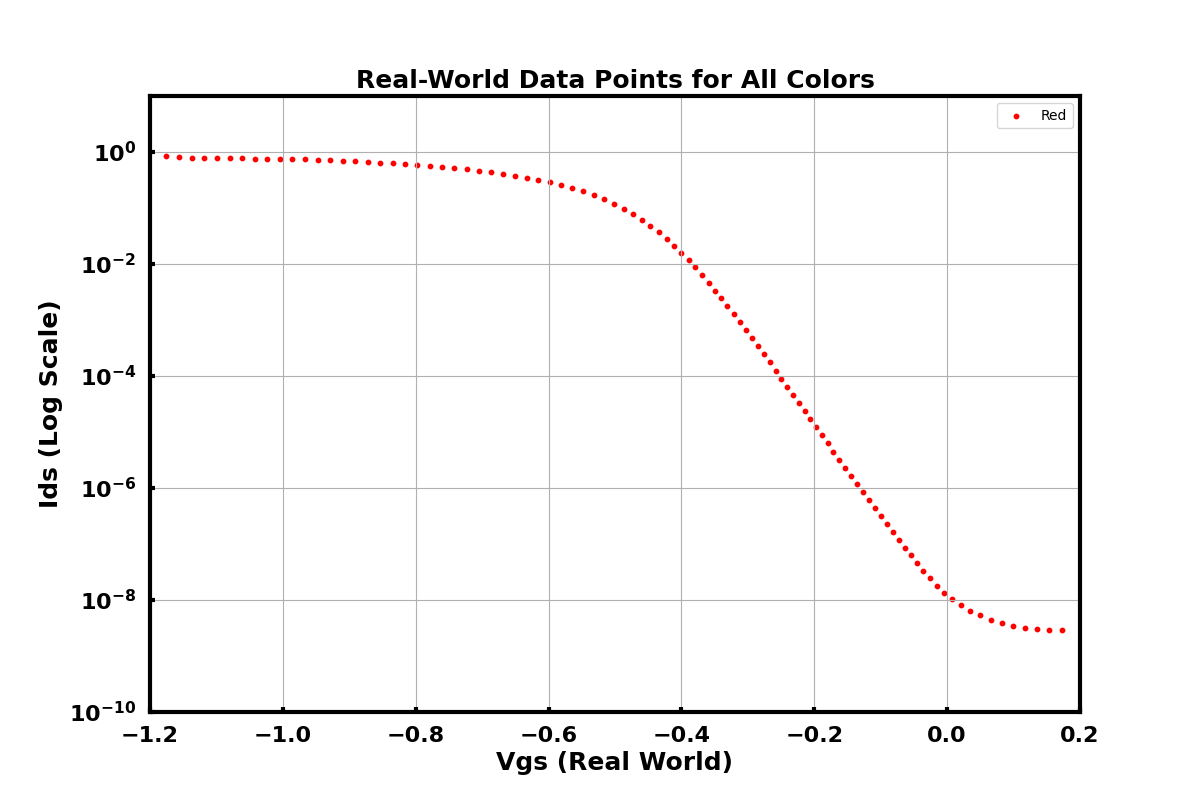 Real-World Data Points for All Colors
Red
10⁰
10⁻²
10⁻⁴
10⁻⁶
10⁻⁸
10⁻¹⁰
Ids (Log Scale)
−1.2 −1.0 −0.8 −0.6 −0.4 −0.2 0.0 0.2
Vgs (Real World)